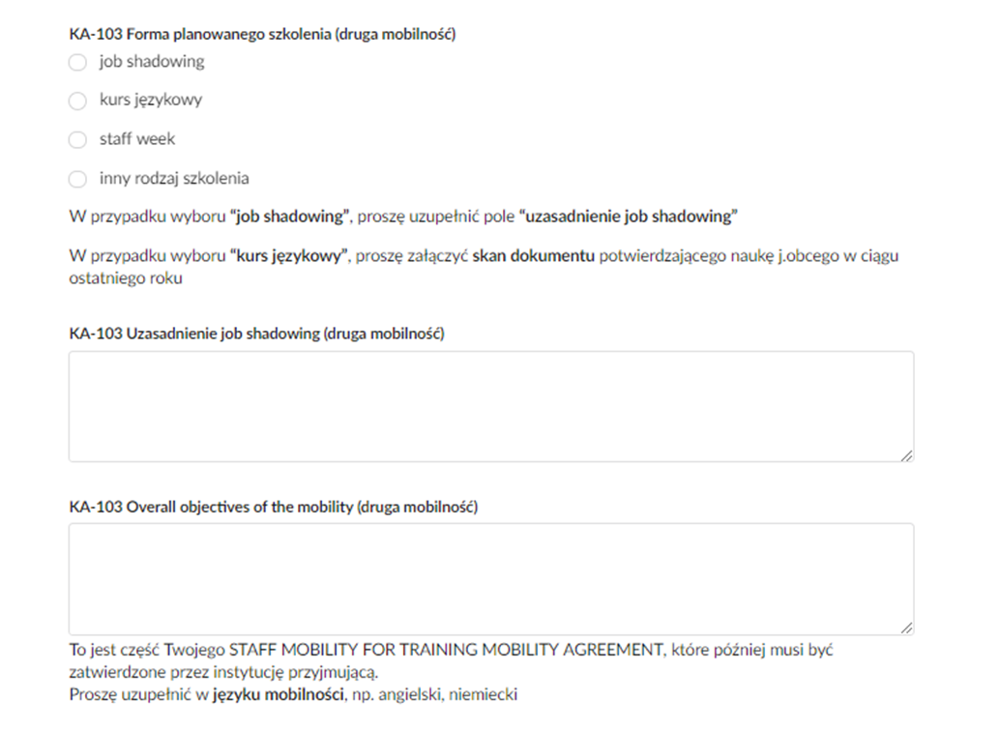 KA-103 Forma planowanego szkolenia (druga mobilność)
job shadowing
kurs językowy
staff week
inny rodzaj szkolenia
W przypadku wyboru “job shadowing”, proszę uzupełnić pole “uzasadnienie job shadowing”
W przypadku wyboru “kurs językowy”, proszę załączyć skan dokumentu potwierdzającego naukę j.obcego w ciągu
ostatniego roku
KA-103 Uzasadnienie job shadowing (druga mobilność)
KA-103 Overall objectives of the mobility (druga mobilność)
To jest część Twojego STAFF MOBILITY FOR TRAINING MOBILITY AGREEMENT, które później musi być
zatwierdzone przez instytucję przyjmującą.
Proszę uzupełnić w języku mobilności, np. angielski, niemiecki